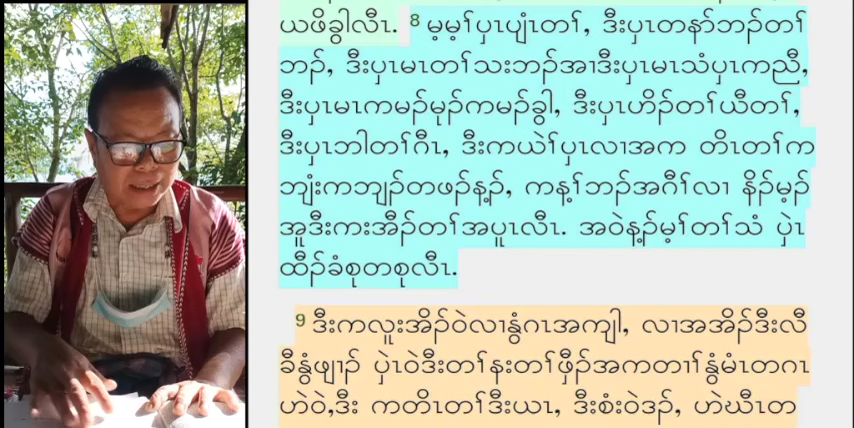 ယဖိခွါလီၤ. 8 မ့မ့ၢ်ပှၤပျံၤတၢ်, ဒီးပှၤတနာ်ဘၣ်တၢ်
ဘၣ်, ဒီးပှၤမၤတၢ်သးဘၣ်အၢဒီးပှၤမၤသံပှၤကညီ,
ဒီးပှၤမၤကမၣ်မုၣ်ကမၣ်ခွါ, ဒီးပှၤဟိၣ်တၢ်ယီတၢ်,
ဒီးပှၤဘါတၢ်ဂီၤ, ဒီးကယဲၢ်ပှၤလၢအက တိၤတၢ်က
ဘျံးကဘျၣ်တဖၣ်န့ၣ်, ကန့ၢ်ဘၣ်အဂီၢ်လၢ နိၣ်မ့ၣ်
အူဒီးကးအီၣ်တၢ်အပူၤလီၤ. အဝဲန့ၣ်မ့ၢ်တၢ်သံ ပှဲၤ
ထီၣ်ခံစုတစုလီၤ.
9 ဒီးကလူးအိၣ်ဝဲလၢနွံဂၤအကျါ, လၢအအိၣ်ဒီးလီ
ခီနွံဖျၢၣ် ပှဲၤဝဲဒီးတၢ်နးတၢ်ဖှီၣ်အကတၢၢ်နွံမံၤတဂၤ
ဟဲဝဲ,ဒီး ကတိၤတၢ်ဒီးယၤ, ဒီးစံးဝဲဒၣ်, ဟဲဃီၤတ